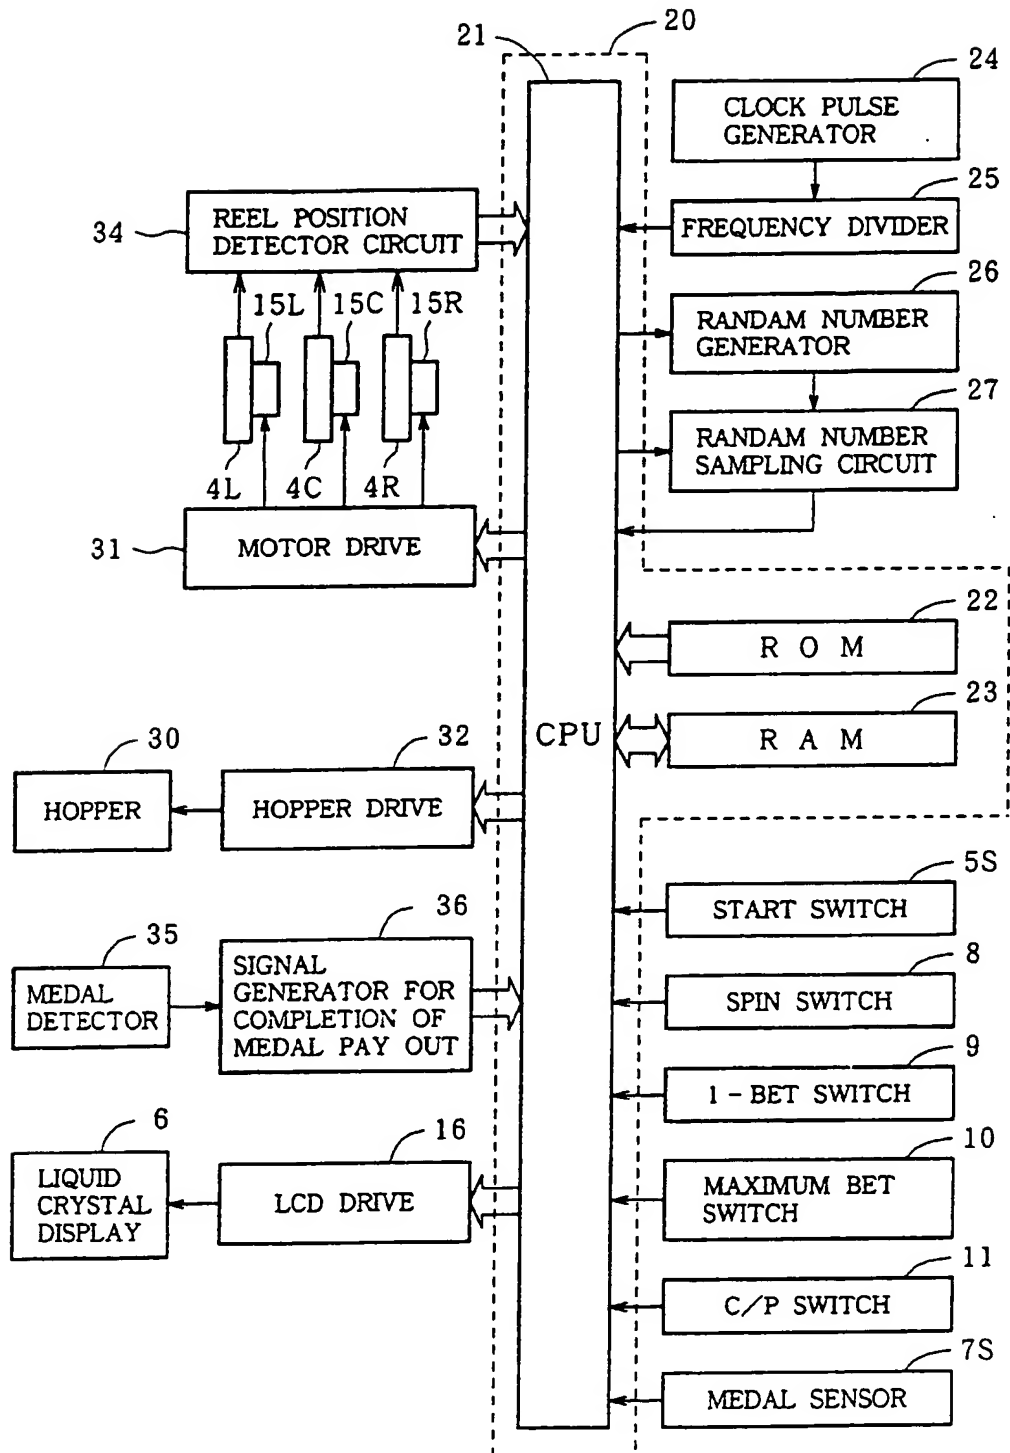 20
21
24
CLOCK PULSE
GENERATOR
25
FREQUENCY DIVIDER
34
REEL POSITION
DETECTOR CIRCUIT
26
RANDAM NUMBER
GENERATOR
15L 15C 15R
27
RANDAM NUMBER
SAMPLING CIRCUIT
4L 4C 4R
31
MOTOR DRIVE
22
R O M
23
R A M
CPU
30
HOPPER
32
HOPPER DRIVE
5S
START SWITCH
35
MEDAL
DETECTOR
36
SIGNAL
GENERATOR FOR
COMPLETION OF
MEDAL PAY OUT
8
SPIN SWITCH
9
1-BET SWITCH
6
LIQUID
CRYSTAL
DISPLAY
16
LCD DRIVE
10
MAXIMUM BET
SWITCH
11
C/P SWITCH
7S
MEDAL SENSOR